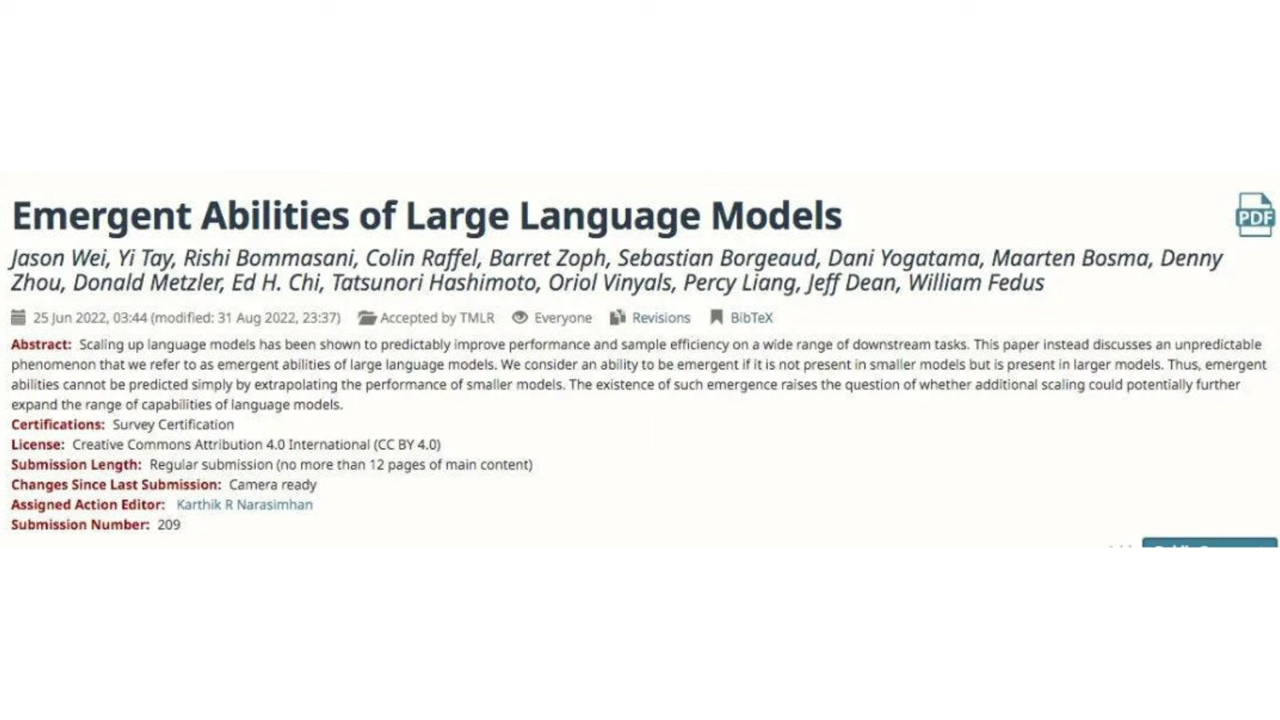 Emergent Abilities of Large Language Models
PDF
Jason Wei, Yi Tay, Rishi Bommasani, Colin Raffel, Barret Zoph, Sebastian Borgeaud, Dani Yogatama, Maarten Bosma, Denny
Zhou, Donald Metzler, Ed H. Chi, Tatsunori Hashimoto, Oriol Vinyals, Percy Liang, Jeff Dean, William Fedus
25 Jun 2022, 03:44 (modified: 31 Aug 2022, 23:37) Accepted by TMLR Everyone Revisions BibTeX
Abstract: Scaling up language models has been shown to predictably improve performance and sample efficiency on a wide range of downstream tasks. This paper instead discusses an unpredictable
phenomenon that we refer to as emergent abilities of large language models. We consider an ability to be emergent if it is not present in smaller models but is present in larger models. Thus, emergent
abilities cannot be predicted simply by extrapolating the performance of smaller models. The existence of such emergence raises the question of whether additional scaling could potentially further
expand the range of capabilities of language models.
Certifications: Survey Certification
License: Creative Commons Attribution 4.0 International (CC BY 4.0)
Submission Length: Regular submission (no more than 12 pages of main content)
Changes Since Last Submission: Camera ready
Assigned Action Editor: Karthik R Narasimhan
Submission Number: 209